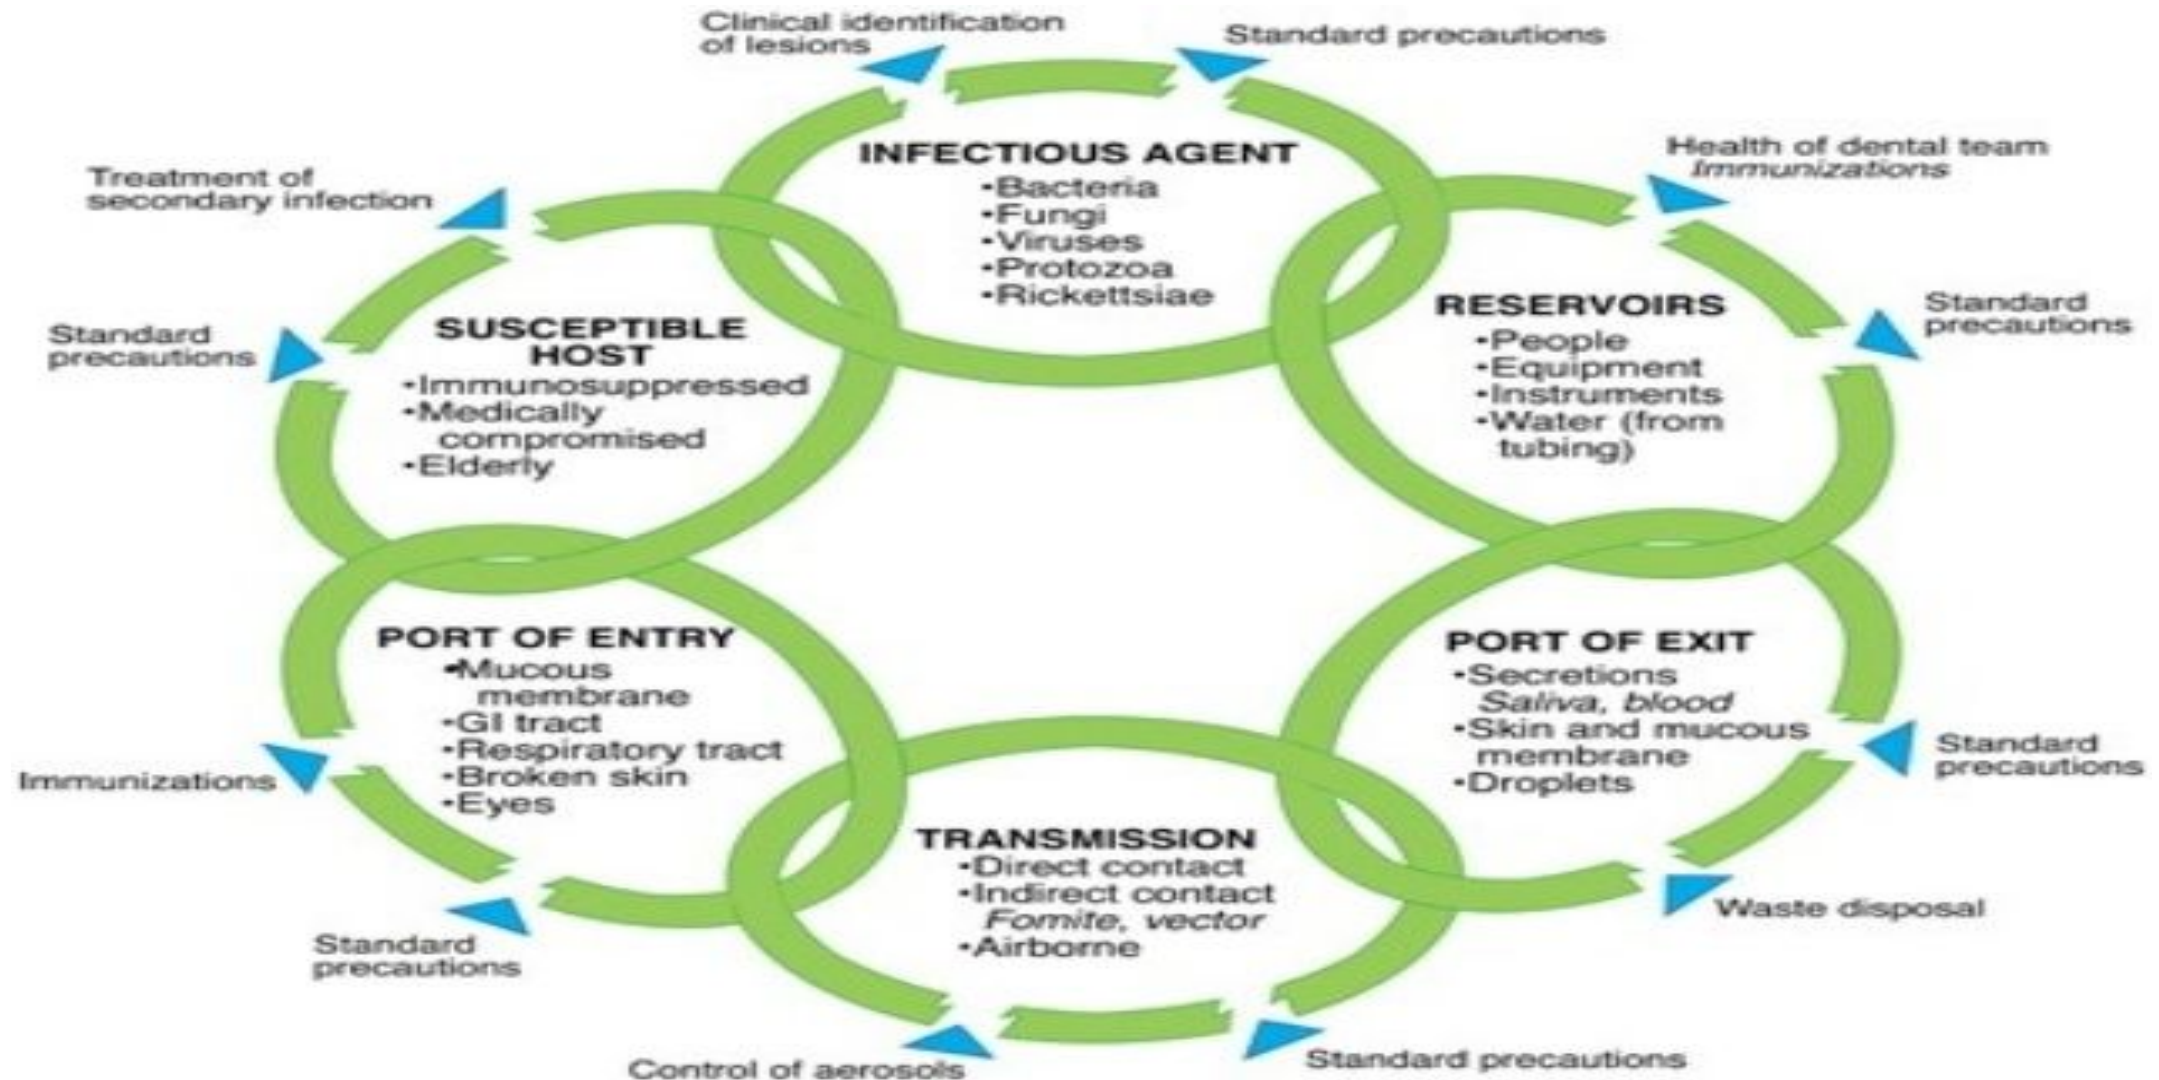 Clinical identification
of lesions
Standard precautions
INFECTIOUS AGENT
•Bacteria
•Fungi
•Viruses
•Protozoa
•Rickettsiae
Health of dental team
Immunizations
Standard
precautions
RESERVOIRS
•People
•Equipment
•Instruments
•Water (from
tubing)
PORT OF EXIT
•Secretions
Saliva, blood
•Skin and mucous
membrane
•Droplets
Standard
precautions
Waste disposal
TRANSMISSION
•Direct contact
•Indirect contact
Fomite, vector
•Airborne
Standard precautions
Control of aerosols
PORT OF ENTRY
•Mucous
membrane
•GI tract
•Respiratory tract
•Broken skin
•Eyes
Standard
precautions
Immunizations
SUSCEPTIBLE
HOST
•Immunosuppressed
•Medically
compromised
•Elderly
Standard
precautions
Treatment of
secondary infection